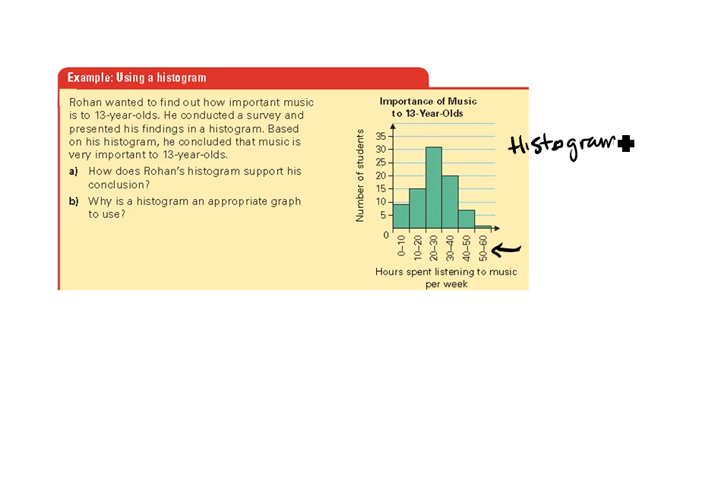 Example: Using a histogram
Rohan wanted to find out how important music
is to 13-year-olds. He conducted a survey and
presented his findings in a histogram. Based
on his histogram, he concluded that music is
very important to 13-year-olds.
a) How does Rohan's histogram support his
conclusion?
b) Why is a histogram an appropriate graph
to use?
Importance of Music
to 13-Year-Olds
Number of students
35
30
25
20
15
10
5
0
0–10
10–20
20–30
30–40
40–50
50–60
Hours spent listening to music
per week
Histogram